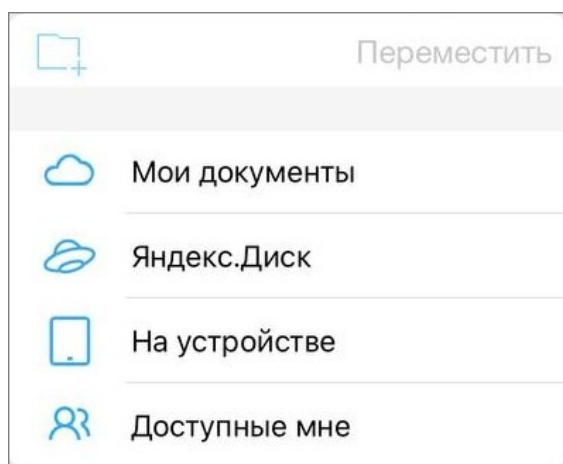 Переместить
Мои документы
Яндекс.Диск
На устройстве
Доступные мне